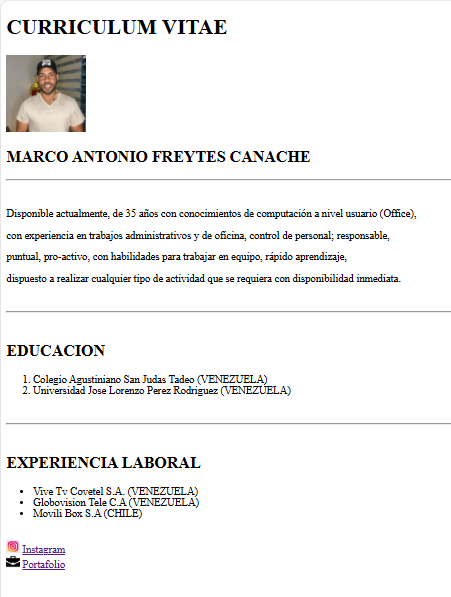 CURRICULUM VITAE
MARCO ANTONIO FREYTES CANACHE
Disponible actualmente, de 35 años con conocimientos de computación a nivel usuario (Office),
con experiencia en trabajos administrativos y de oficina, control de personal; responsable,
puntual, pro-activo, con habilidades para trabajar en equipo, rápido aprendizaje,
dispuesto a realizar cualquier tipo de actividad que se requiera con disponibilidad inmediata.
EDUCACION
1. Colegio Agustiniano San Judas Tadeo (VENEZUELA)
2. Universidad Jose Lorenzo Perez Rodriguez (VENEZUELA)
EXPERIENCIA LABORAL
• Vive Tv Covetel S.A. (VENEZUELA)
• Globovision Tele C.A (VENEZUELA)
• Movili Box S.A (CHILE)
Instagram
Portafolio